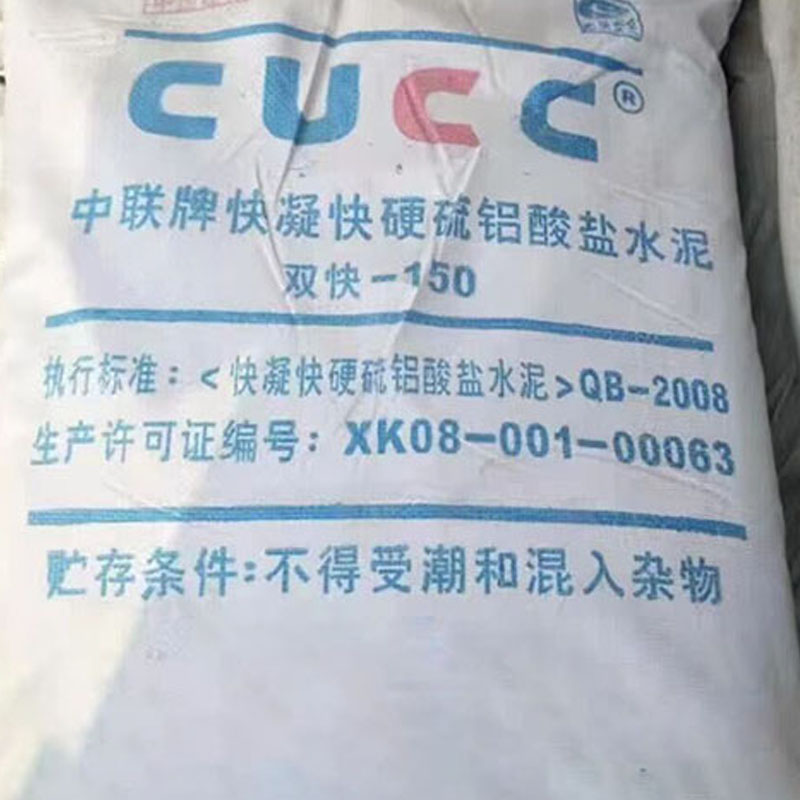 CUCC®
中联牌快凝快硬硫铝酸盐水泥
双快-150
执行标准：<快凝快硬硫铝酸盐水泥>QB-2008
生产许可证编号：XK08-001-00063
贮存条件:不得受潮和混入杂物